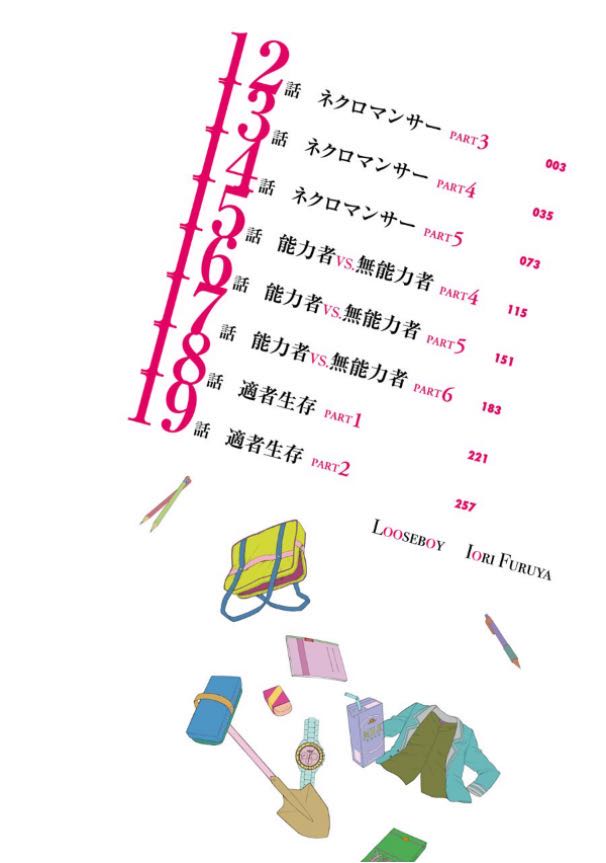 12話 ネクロマンサー PART3 003
13話 ネクロマンサー PART4 035
14話 ネクロマンサー PART5 073
15話 能力者VS.無能力者 PART4 115
16話 能力者VS.無能力者 PART5 151
17話 能力者VS.無能力者 PART6 183
18話 適者生存 PART1 221
19話 適者生存 PART2 257
LOOSEBOY IORI FURUYA
MILK